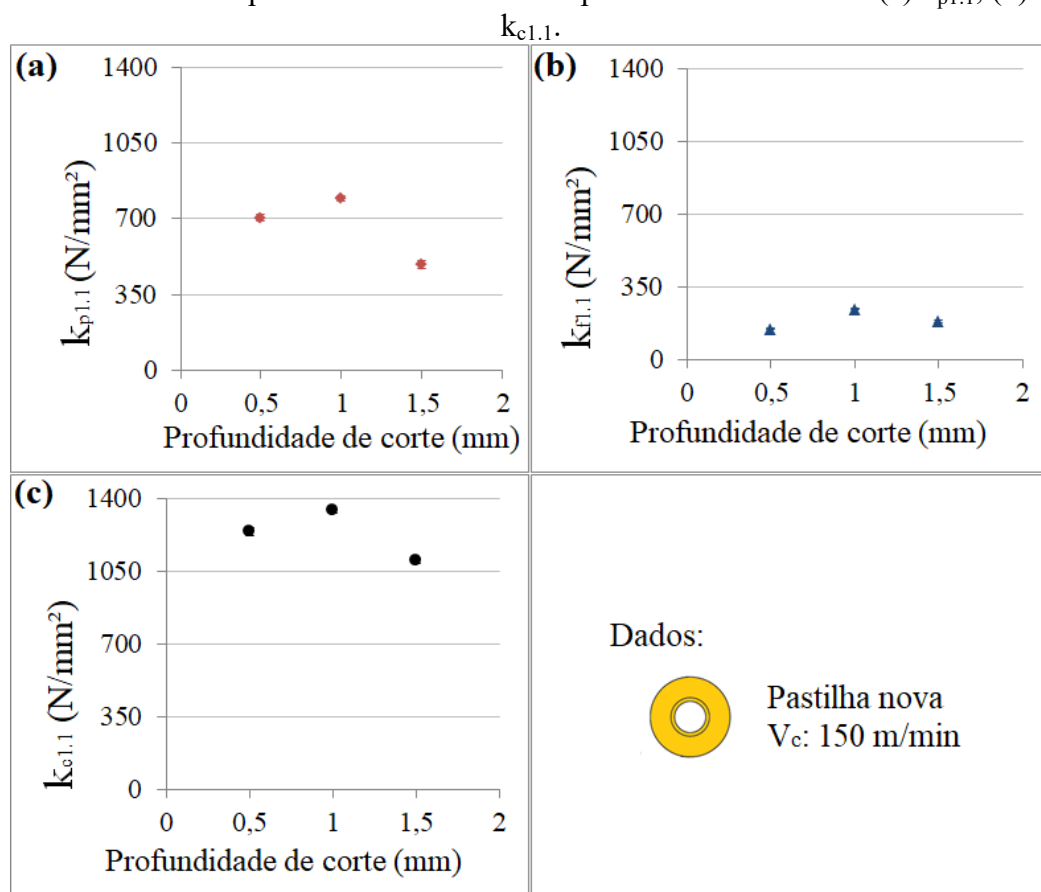 k_c1.1.
(a)
1400
1050
700
350
0
0 0,5 1 1,5 2
k_p1.1 (N/mm²)
Profundidade de corte (mm)
(b)
1400
1050
700
350
0
0 0,5 1 1,5 2
k_f1.1 (N/mm²)
Profundidade de corte (mm)
(c)
1400
1050
700
350
0
0 0,5 1 1,5 2
k_c1.1 (N/mm²)
Profundidade de corte (mm)
Dados:
Pastilha nova
Vc: 150 m/min